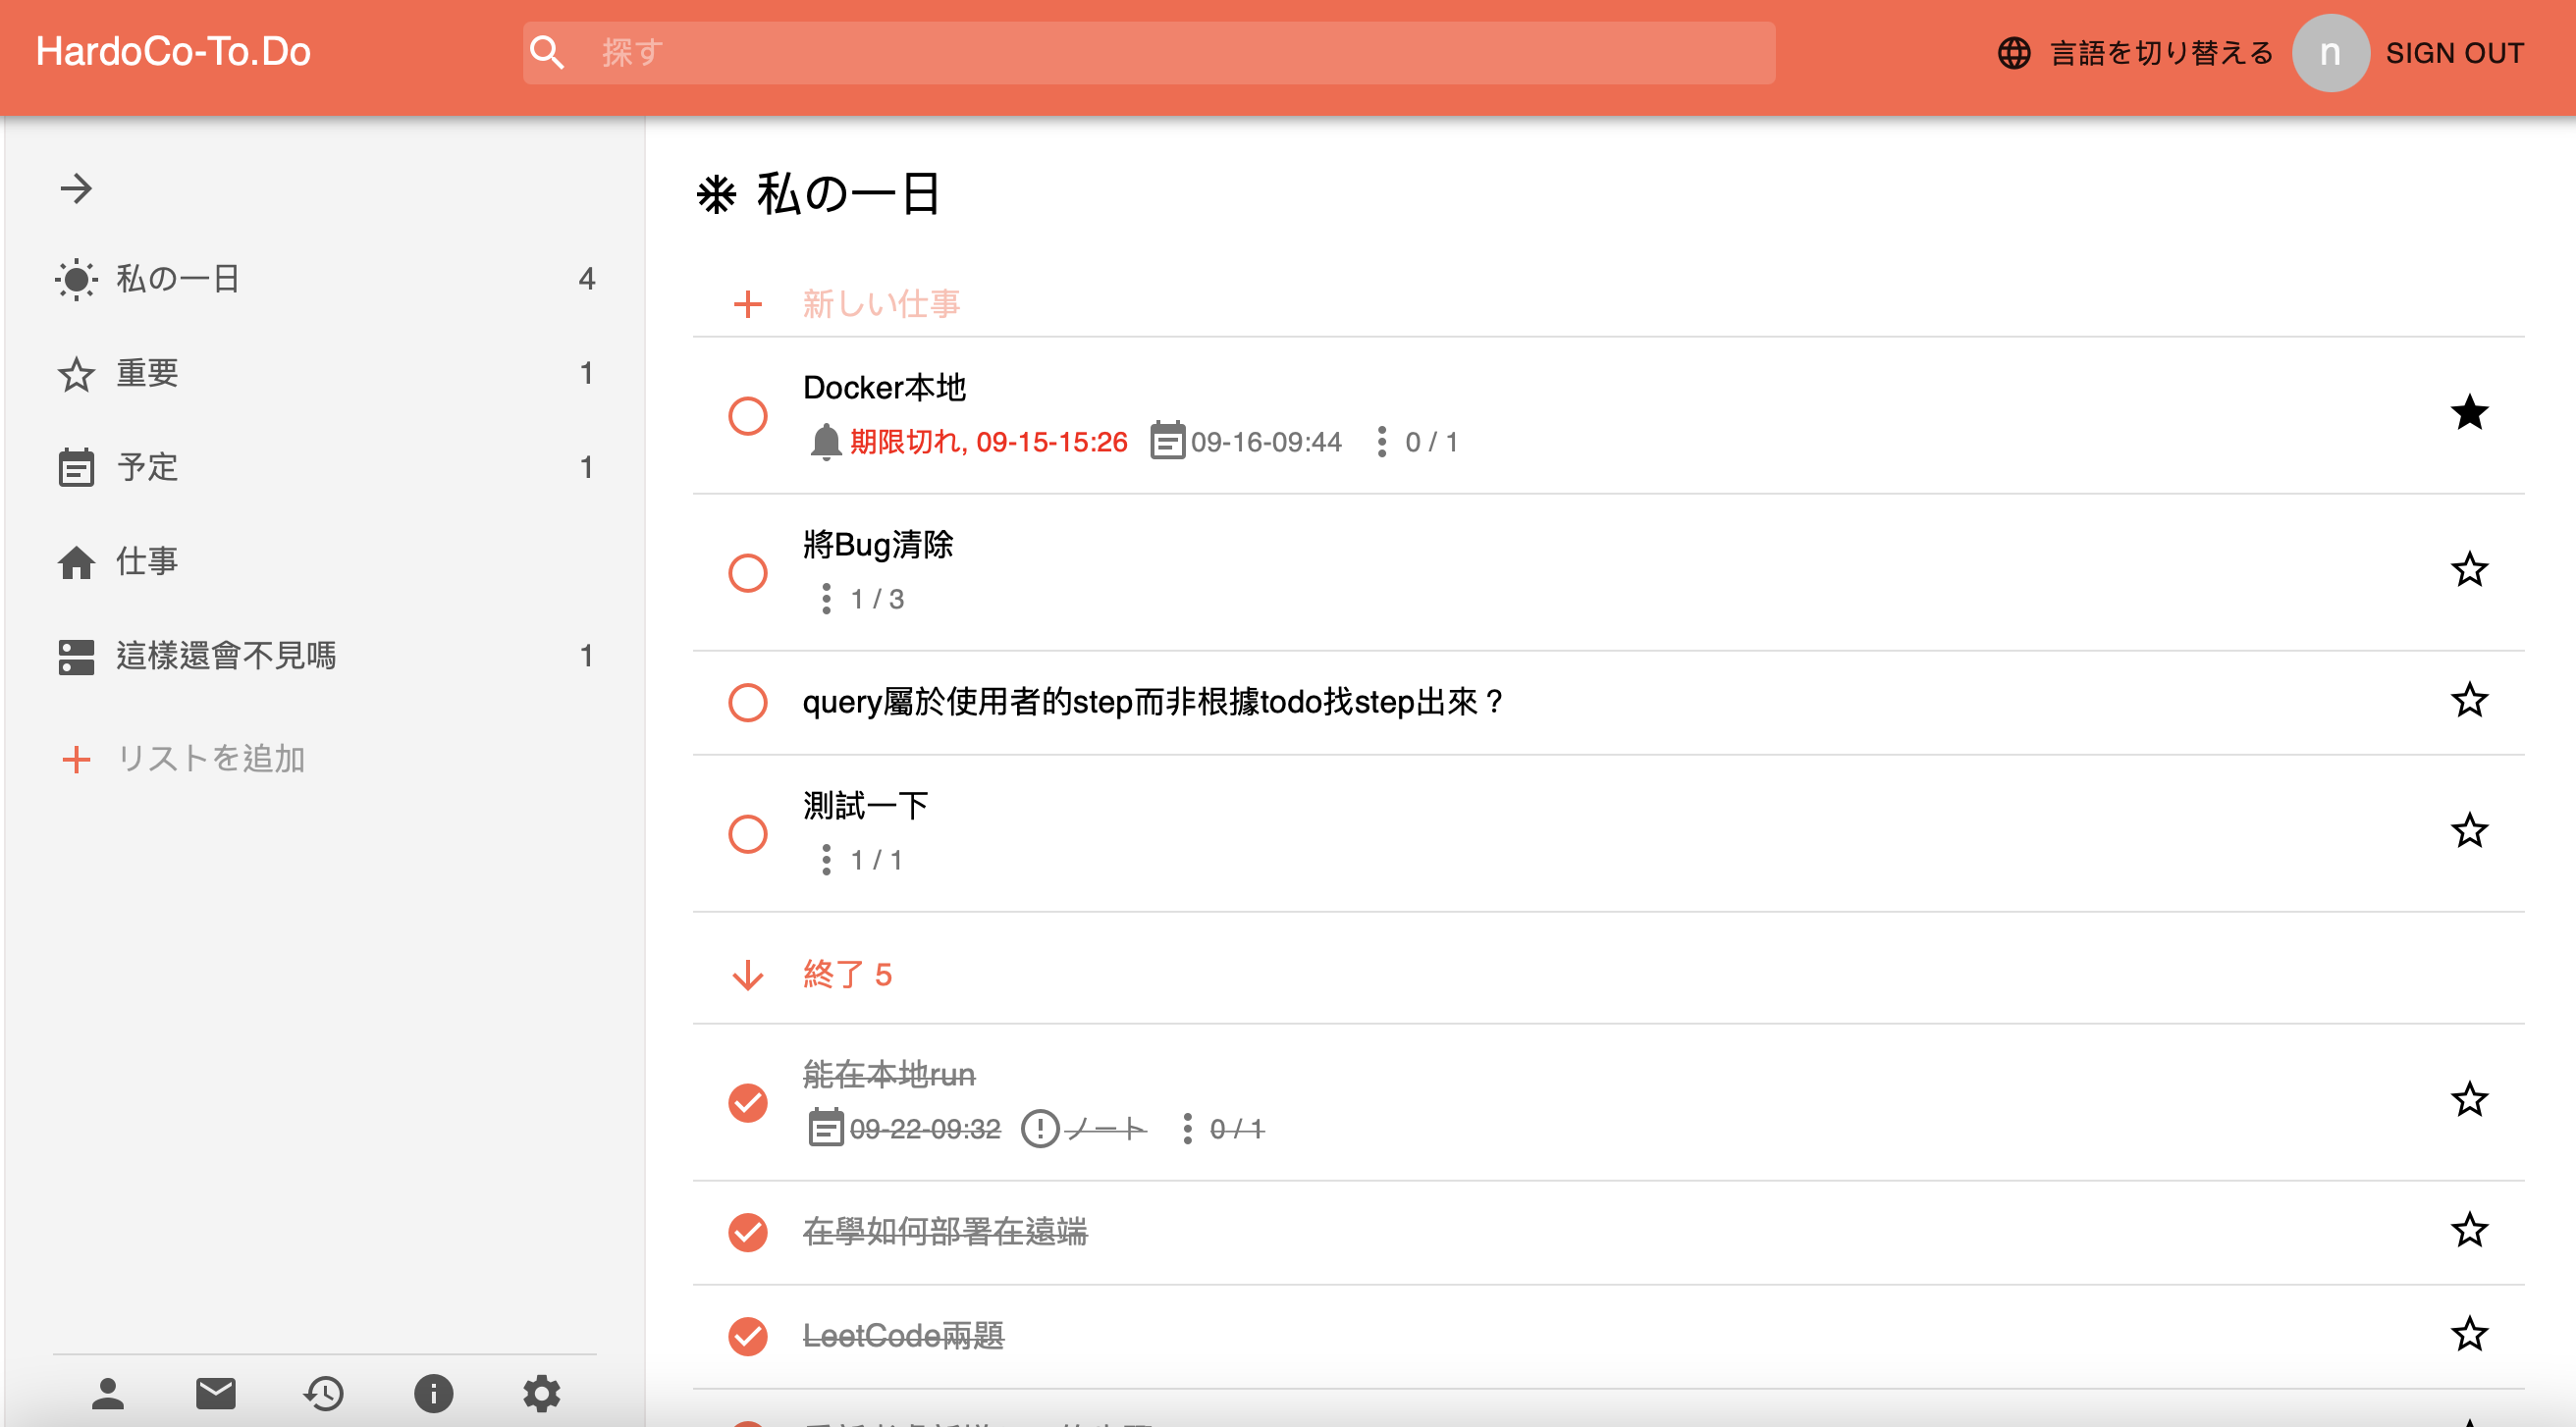 HardoCo-To.Do
探す
言語を切り替える
n
SIGN OUT
私の一日 4
重要 1
予定 1
仕事
這樣還會不見嗎 1
リストを追加
私の一日
新しい仕事
Docker本地
期限切れ, 09-15-15:26 09-16-09:44 0 / 1
將Bug清除
1 / 3
query屬於使用者的step而非根據todo找step出來？
測試一下
1 / 1
終了 5
能在本地run
09-22-09:32 ノート 0 / 1
在學如何部署在遠端
LeetCode兩題